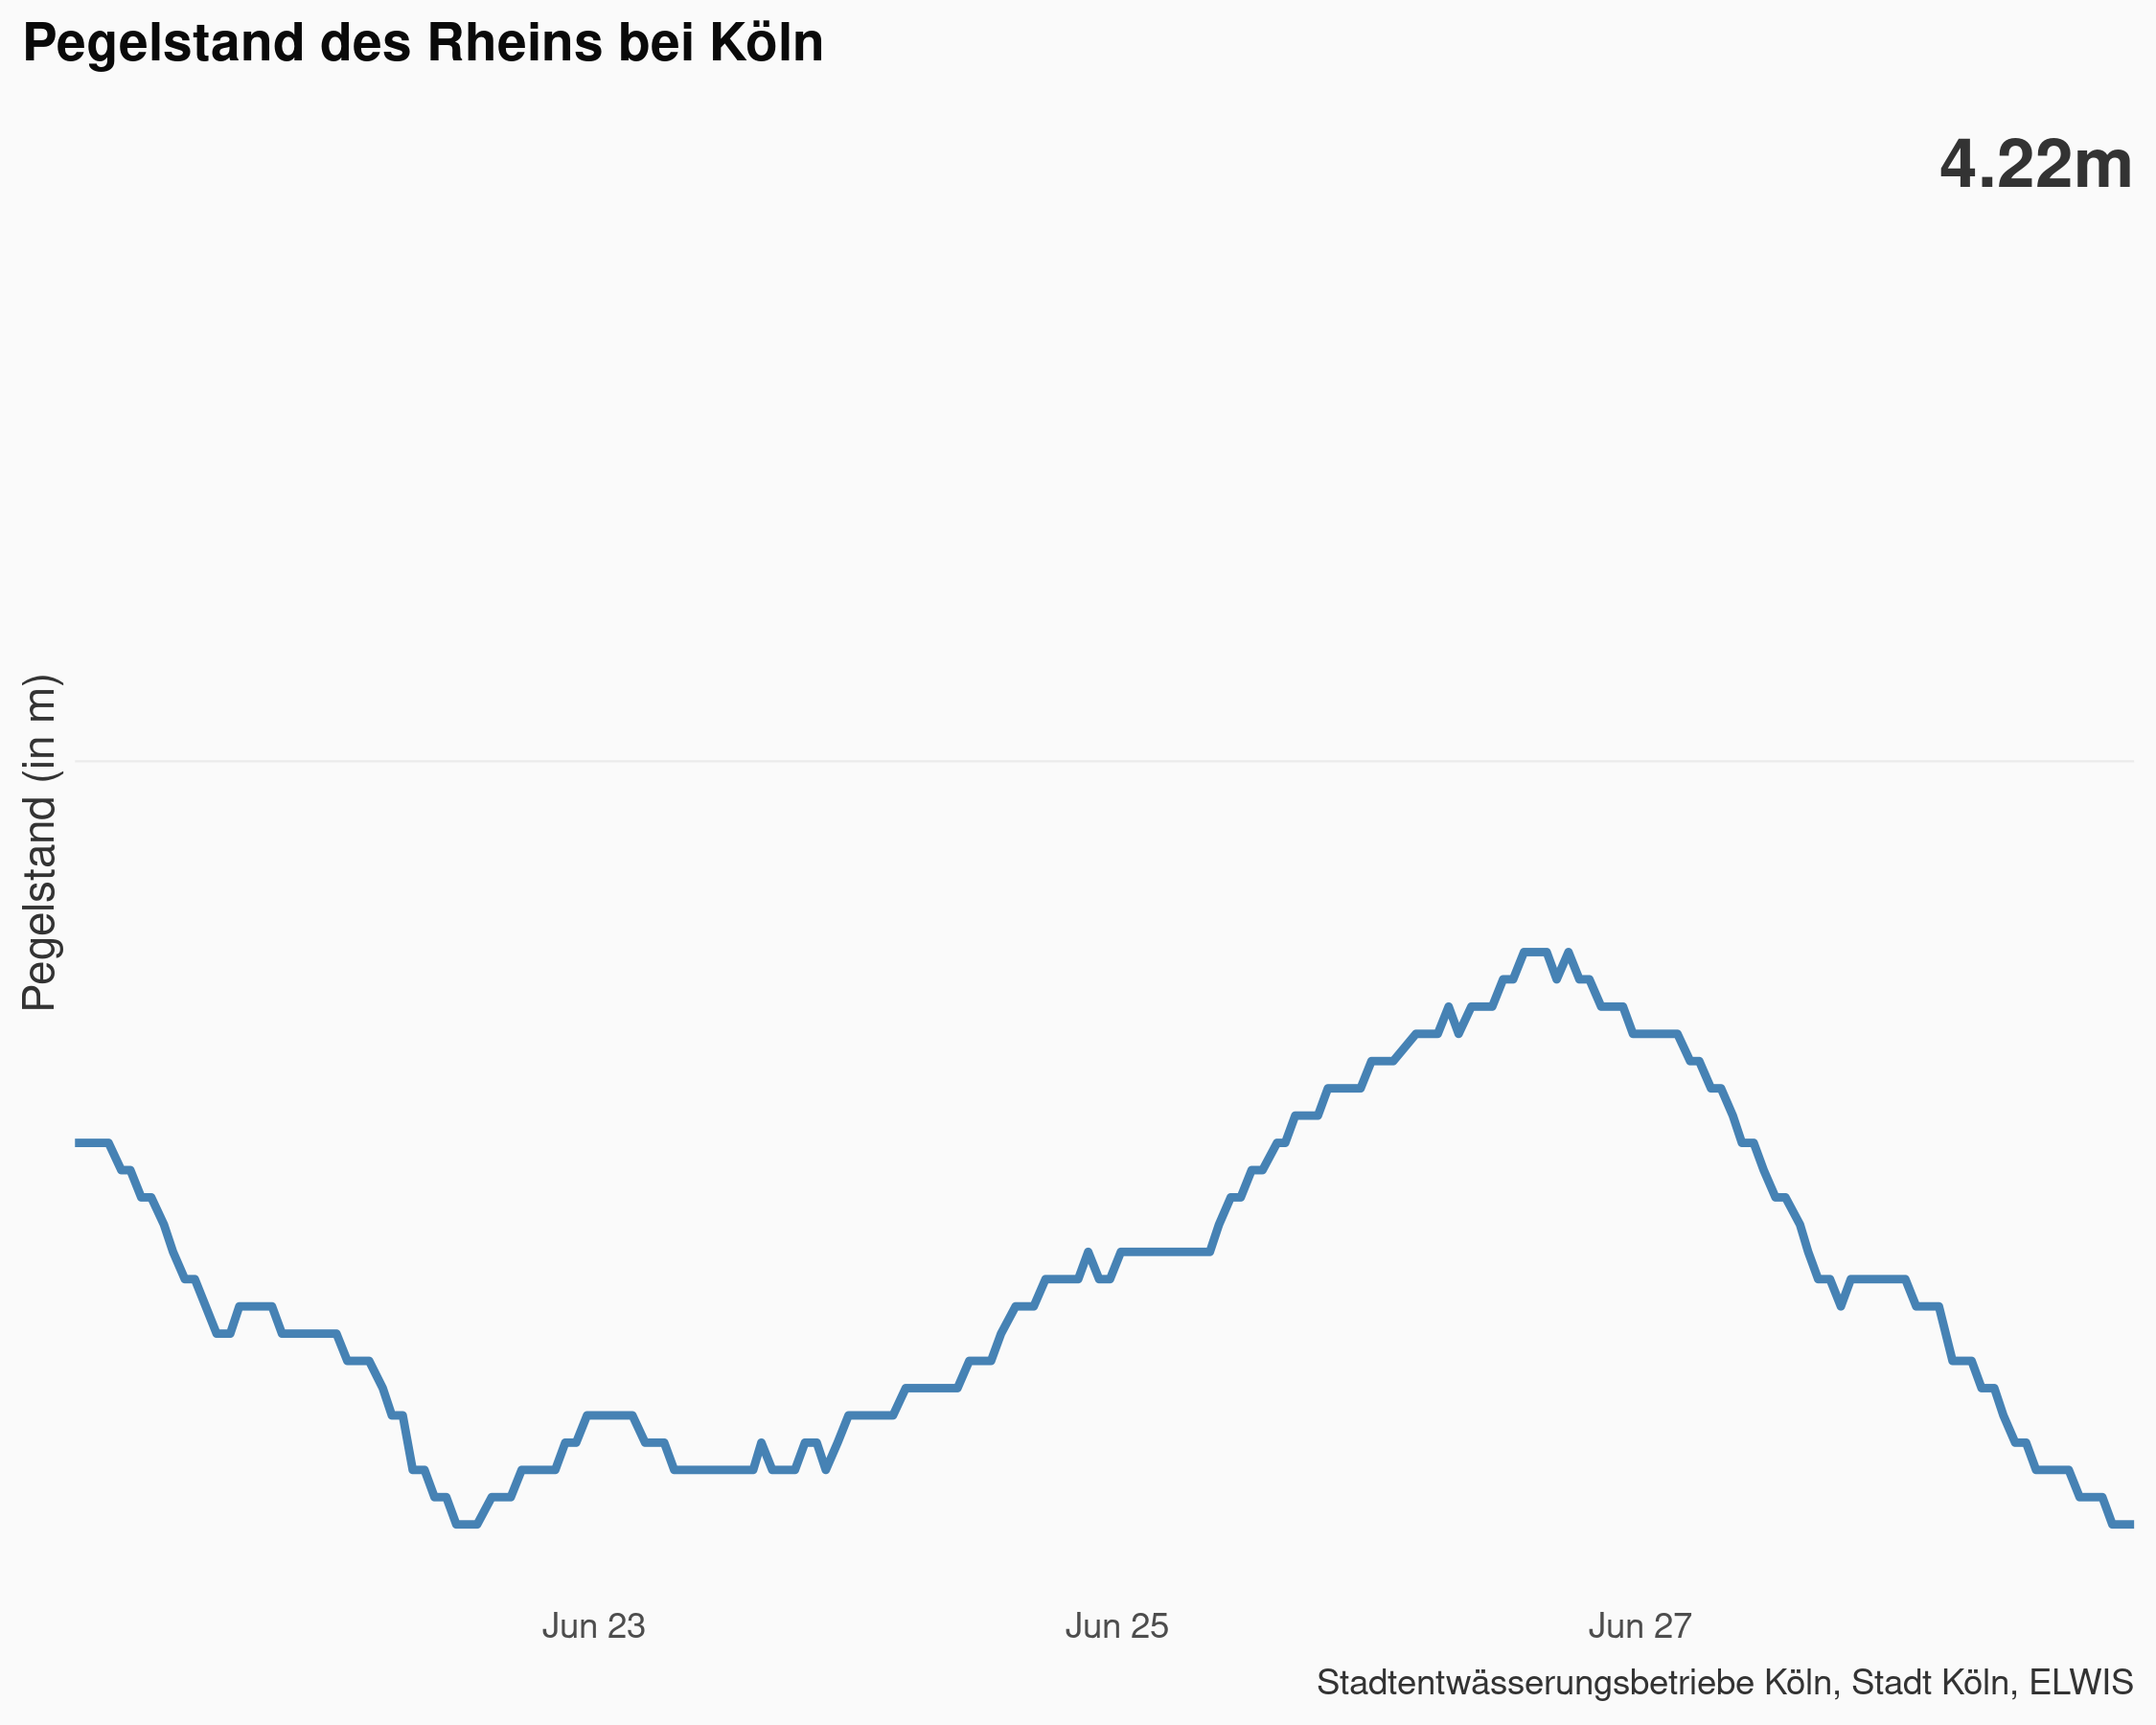 Pegelstand des Rheins bei Köln
4.22m
Pegelstand (in m)
Jun 23
Jun 25
Jun 27
Stadtentwässerungsbetriebe Köln, Stadt Köln, ELWIS